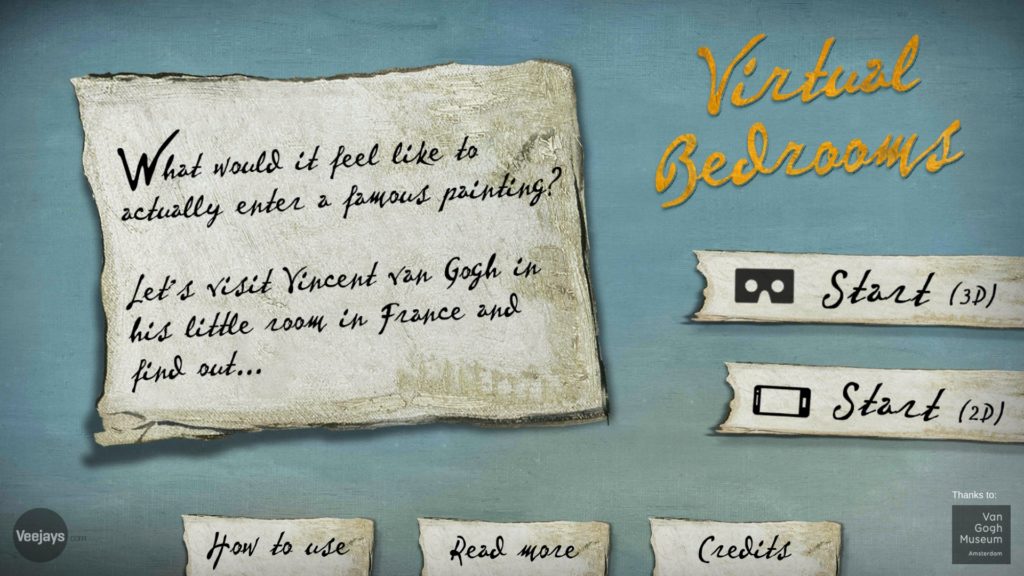 Virtual
Bedrooms
What would it feel like to
actually enter a famous painting?
Let's visit Vincent van Gogh in
his little room in France and
find out...
Start (3D)
Start (2D)
Thanks to:
Van
Gogh
Museum
Amsterdam
Veejays.com
How to use
Read more
Credits